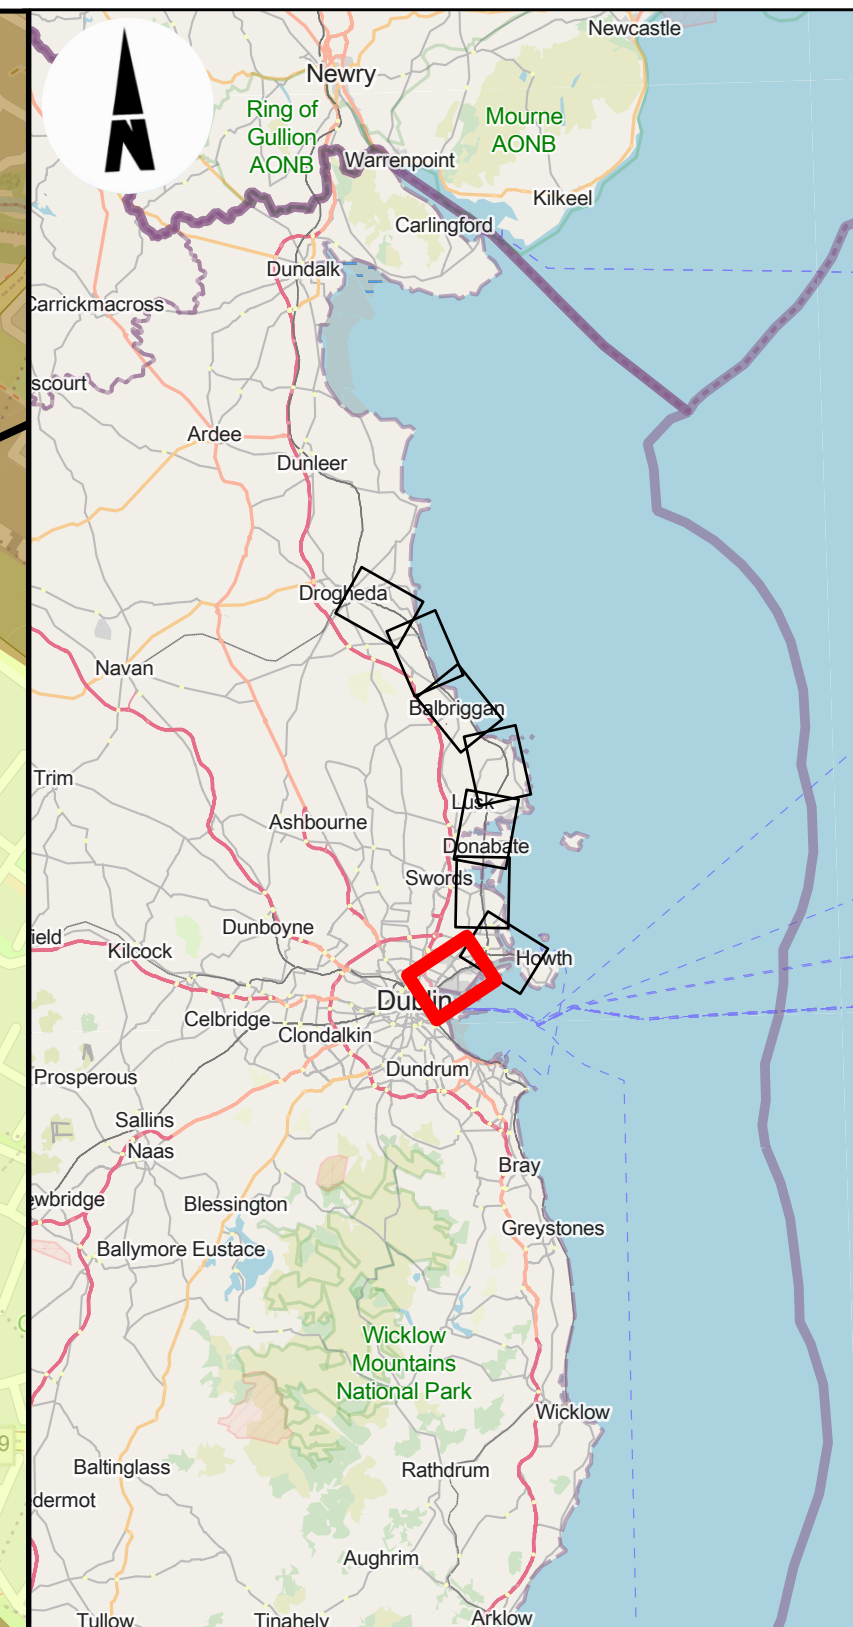 Newcastle
Newry
Ring of
Gullion
AONB
Mourne
AONB
Warrenpoint
Kilkeel
Carlingford
Dundalk
Carrickmacross
scourt
Ardee
Dunleer
Drogheda
Navan
Balbriggan
Trim
Lusk
Ashbourne
Donabate
Swords
Dunboyne
ield
Kilcock
Howth
Dublin
Celbridge
Clondalkin
Dundrum
Prosperous
Sallins
Naas
Bray
ewbridge
Blessington
Greystones
Ballymore Eustace
Wicklow
Mountains
National Park
Wicklow
9
Baltinglass
Rathdrum
dermot
Aughrim
Tullow
Tinahely
Arklow
N